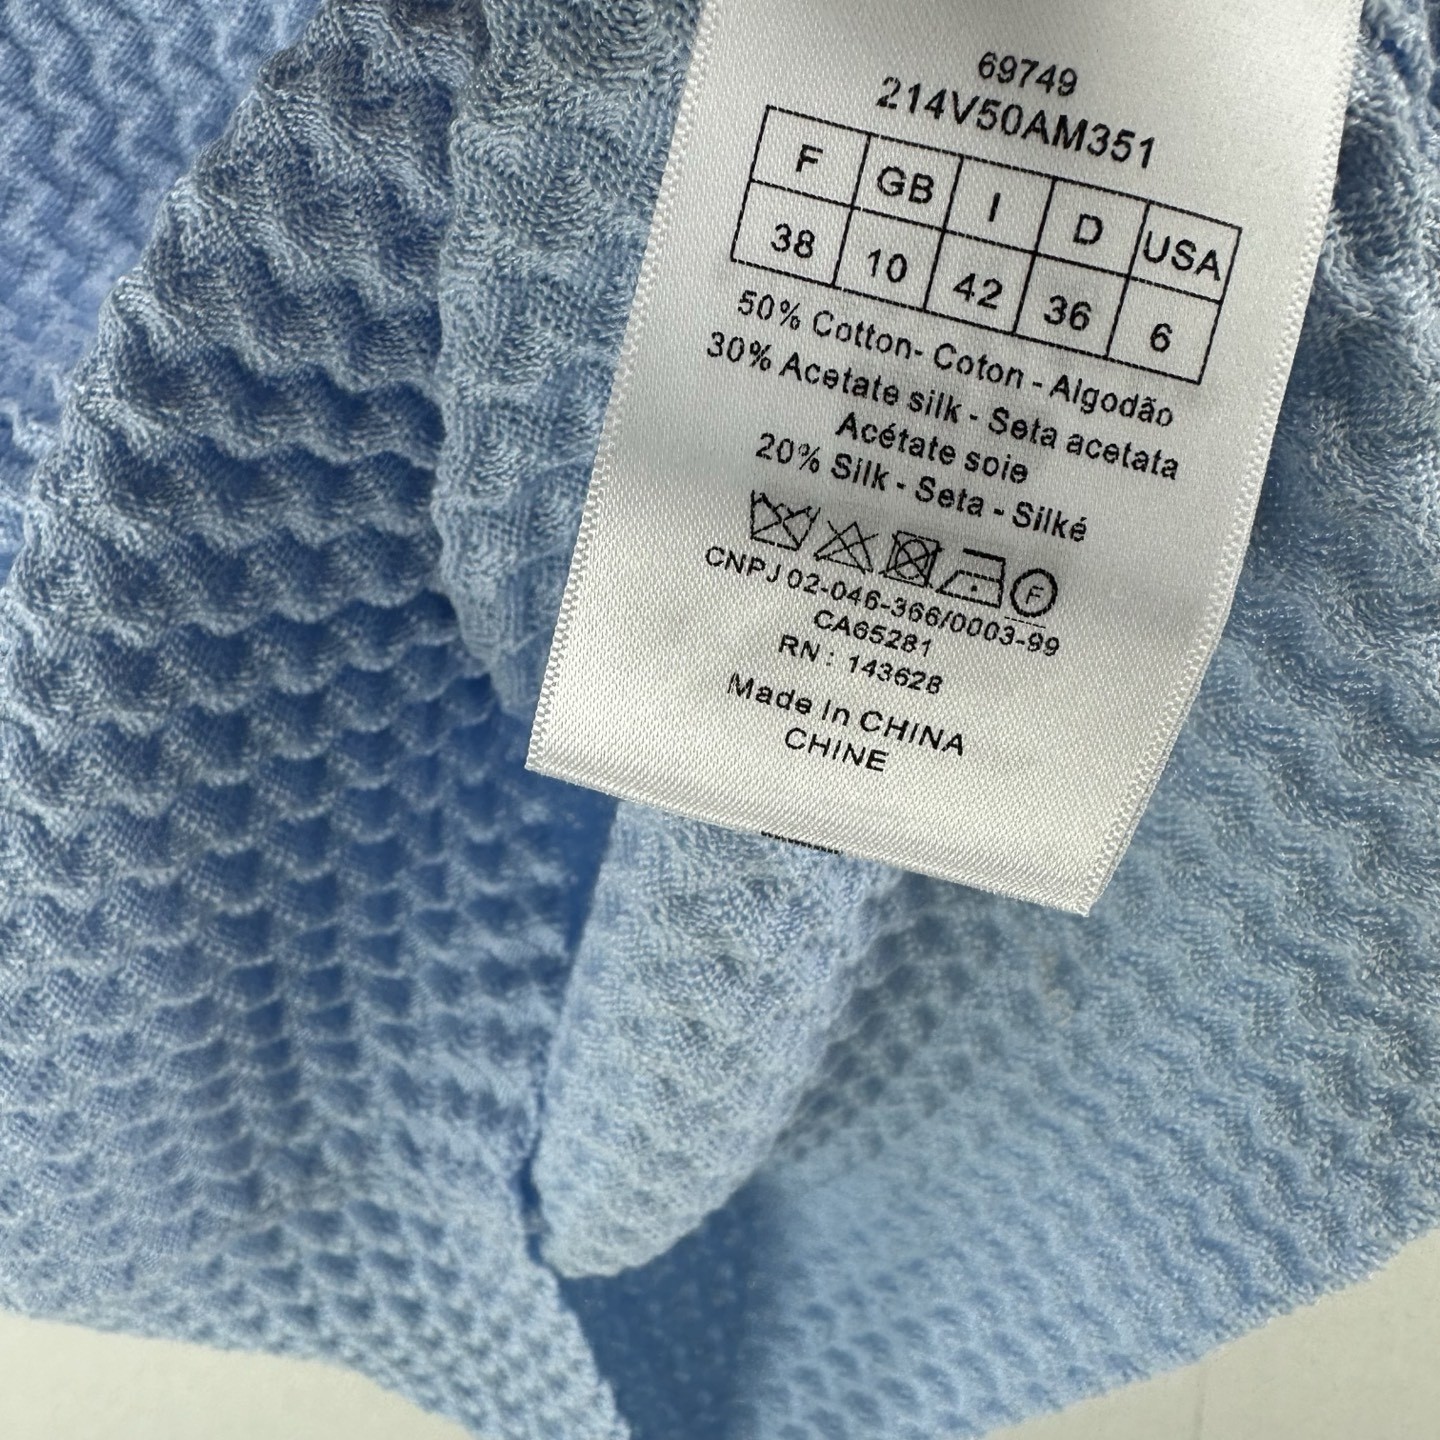 69749
214V50AM351
F GB I D USA
38 10 42 36 6
50% Cotton- Coton - Algodão
30% Acetate silk - Seta acetata
Acétate soie
20% Silk - Seta - Silké
F
CNPJ 02-046-366/0003-99
CA65281
RN : 143628
Made In CHINA
CHINE